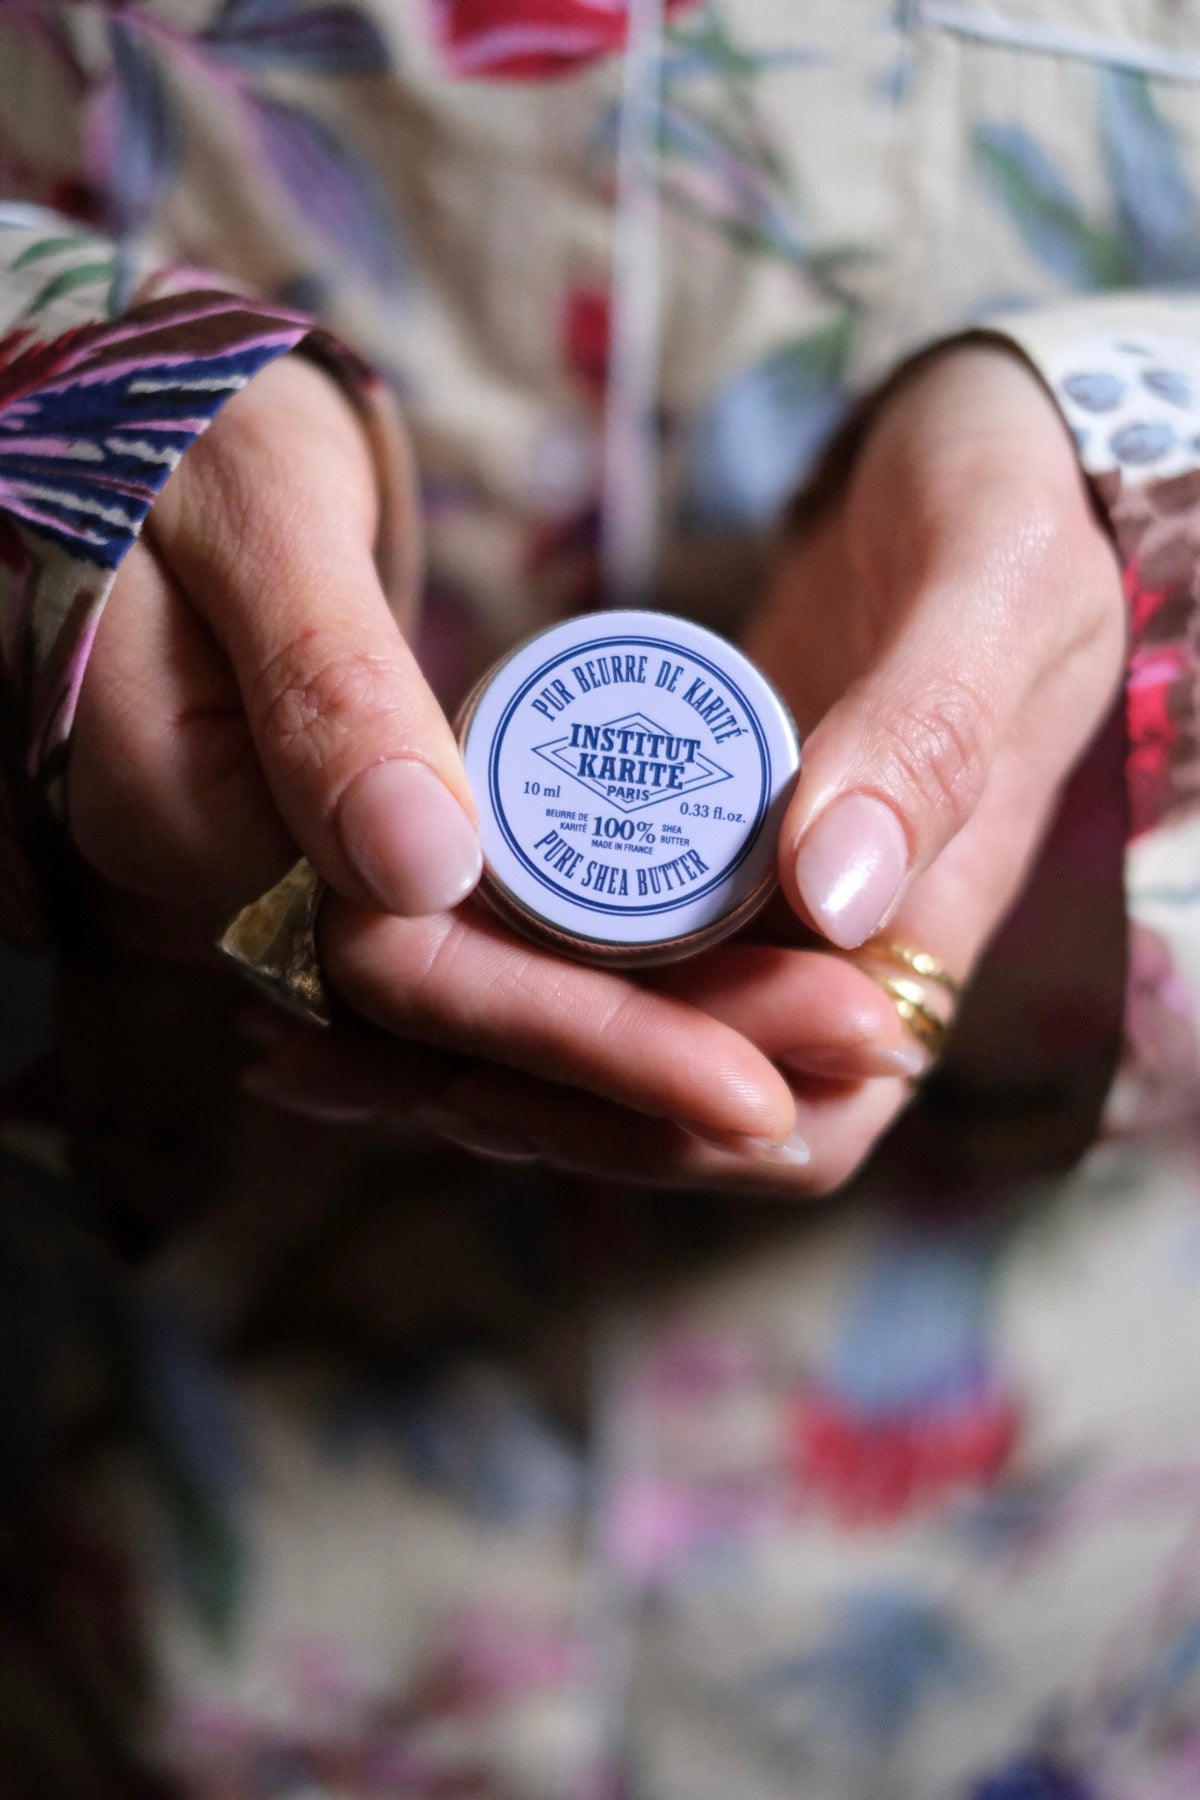 PUR BEURRE DE KARITÉ
INSTITUT
KARITÉ
PARIS
10 ml
0.33 fl.oz.
BEURRE DE
KARITÉ
100%
SHEA
BUTTER
MADE IN FRANCE
PURE SHEA BUTTER